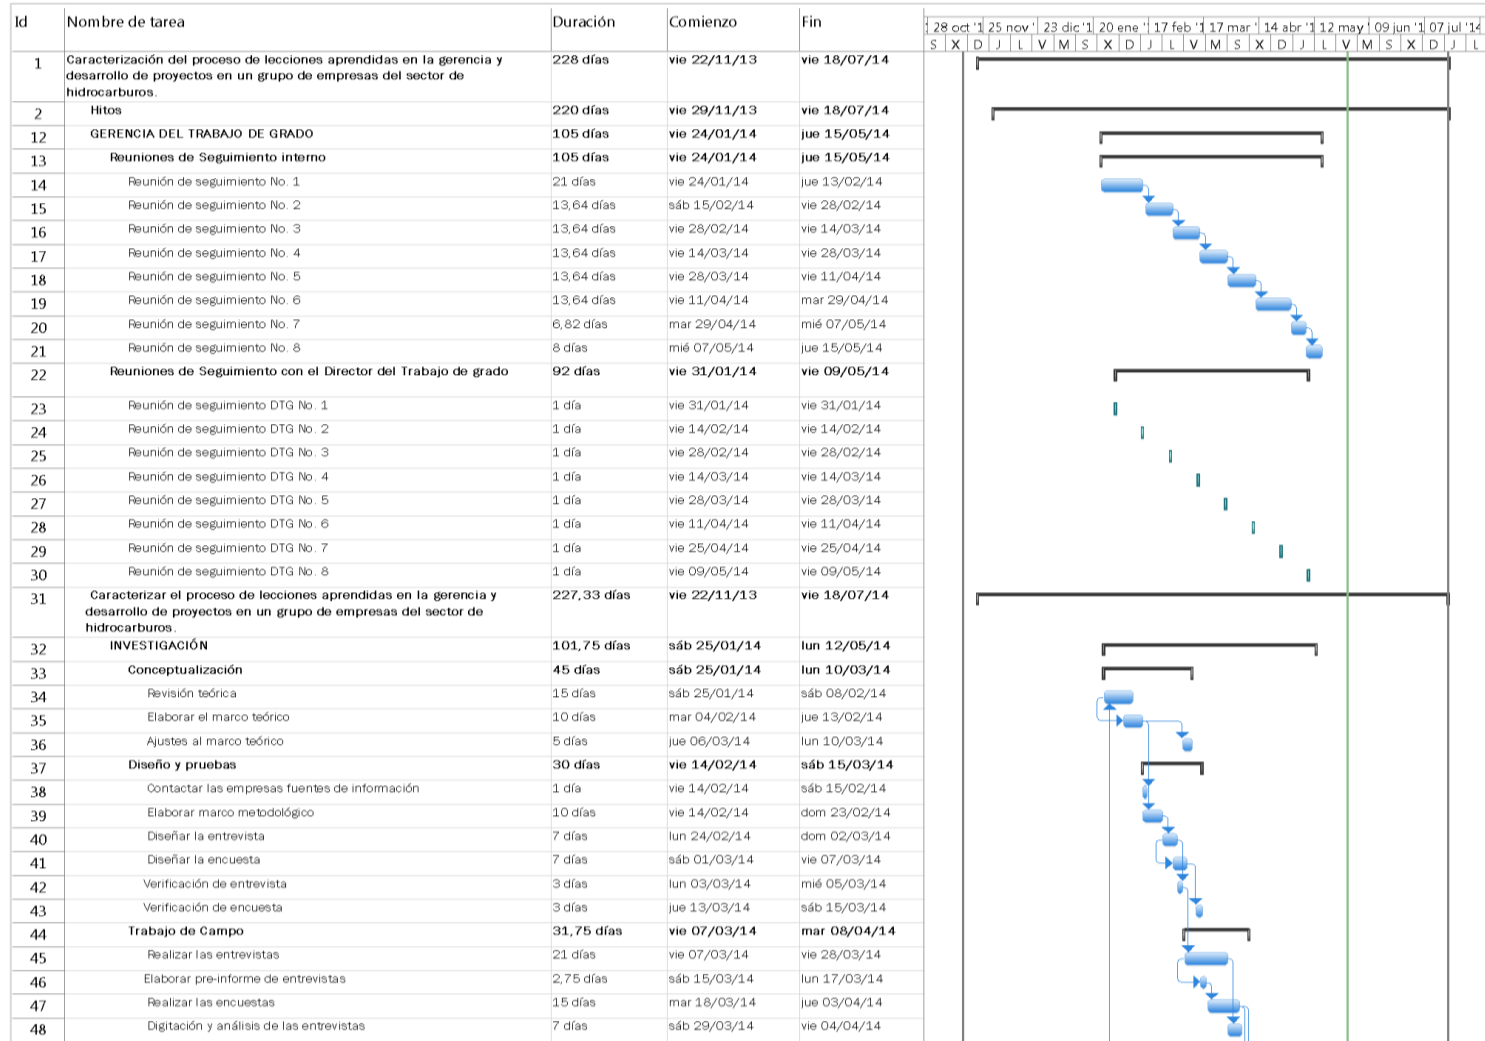 Id Nombre de tarea Duración Comienzo Fin
28 oct '1 25 nov ' 23 dic '1 20 ene '1 17 feb '1 17 mar ' 14 abr '1 12 may ' 09 jun '1 07 jul '14
S X D J L V M S X D J V M S X D J L V M S X D J L
1 Caracterización del proceso de lecciones aprendidas en la gerencia y 228 días vie 22/11/13 vie 18/07/14
desarrollo de proyectos en un grupo de empresas del sector de
hidrocarburos.
2 Hitos 220 días vie 29/11/13 vie 18/07/14
12 GERENCIA DEL TRABAJO DE GRADO 105 días vie 24/01/14 jue 15/05/14
13 Reuniones de Seguimiento interno 105 días vie 24/01/14 jue 15/05/14
14 Reunión de seguimiento No. 1 21 días vie 24/01/14 jue 13/02/14
15 Reunión de seguimiento No. 2 13,64 días sáb 15/02/14 vie 28/02/14
16 Reunión de seguimiento No. 3 13,64 días vie 28/02/14 vie 14/03/14
17 Reunión de seguimiento No. 4 13,64 días vie 14/03/14 vie 28/03/14
18 Reunión de seguimiento No. 5 13,64 días vie 28/03/14 vie 11/04/14
19 Reunión de seguimiento No. 6 13,64 días vie 11/04/14 mar 29/04/14
20 Reunión de seguimiento No. 7 6,82 días mar 29/04/14 mié 07/05/14
21 Reunión de seguimiento No. 8 8 días mié 07/05/14 jue 15/05/14
22 Reuniones de Seguimiento con el Director del Trabajo de grado 92 días vie 31/01/14 vie 09/05/14
23 Reunión de seguimiento DTG No. 1 1 día vie 31/01/14 vie 31/01/14
24 Reunión de seguimiento DTG No. 2 1 día vie 14/02/14 vie 14/02/14
25 Reunión de seguimiento DTG No. 3 1 día vie 28/02/14 vie 28/02/14
26 Reunión de seguimiento DTG No. 4 1 día vie 14/03/14 vie 14/03/14
27 Reunión de seguimiento DTG No. 5 1 día vie 28/03/14 vie 28/03/14
28 Reunión de seguimiento DTG No. 6 1 día vie 11/04/14 vie 11/04/14
29 Reunión de seguimiento DTG No. 7 1 día vie 25/04/14 vie 25/04/14
30 Reunión de seguimiento DTG No. 8 1 día vie 09/05/14 vie 09/05/14
31 Caracterizar el proceso de lecciones aprendidas en la gerencia y 227,33 días vie 22/11/13 vie 18/07/14
desarrollo de proyectos en un grupo de empresas del sector de
hidrocarburos.
32 INVESTIGACIÓN 101,75 días sáb 25/01/14 lun 12/05/14
33 Conceptualización 45 días sáb 25/01/14 lun 10/03/14
34 Revisión teórica 15 días sáb 25/01/14 sáb 08/02/14
35 Elaborar el marco teórico 10 días mar 04/02/14 jue 13/02/14
36 Ajustes al marco teórico 5 días jue 06/03/14 lun 10/03/14
37 Diseño y pruebas 30 días vie 14/02/14 sáb 15/03/14
38 Contactar las empresas fuentes de información 1 día vie 14/02/14 sáb 15/02/14
39 Elaborar marco metodológico 10 días vie 14/02/14 dom 23/02/14
40 Diseñar la entrevista 7 días lun 24/02/14 dom 02/03/14
41 Diseñar la encuesta 7 días sáb 01/03/14 vie 07/03/14
42 Verificación de entrevista 3 días lun 03/03/14 mié 05/03/14
43 Verificación de encuesta 3 días jue 13/03/14 sáb 15/03/14
44 Trabajo de Campo 31,75 días vie 07/03/14 mar 08/04/14
45 Realizar las entrevistas 21 días vie 07/03/14 vie 28/03/14
46 Elaborar pre-informe de entrevistas 2,75 días sáb 15/03/14 lun 17/03/14
47 Realizar las encuestas 15 días mar 18/03/14 jue 03/04/14
48 Digitación y análisis de las entrevistas 7 días sáb 29/03/14 vie 04/04/14